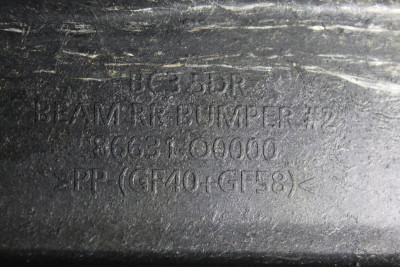 BC3 5DR
BEAM RR BUMPER #2
86631-Q0000
>PP-(GF40+GF58)<